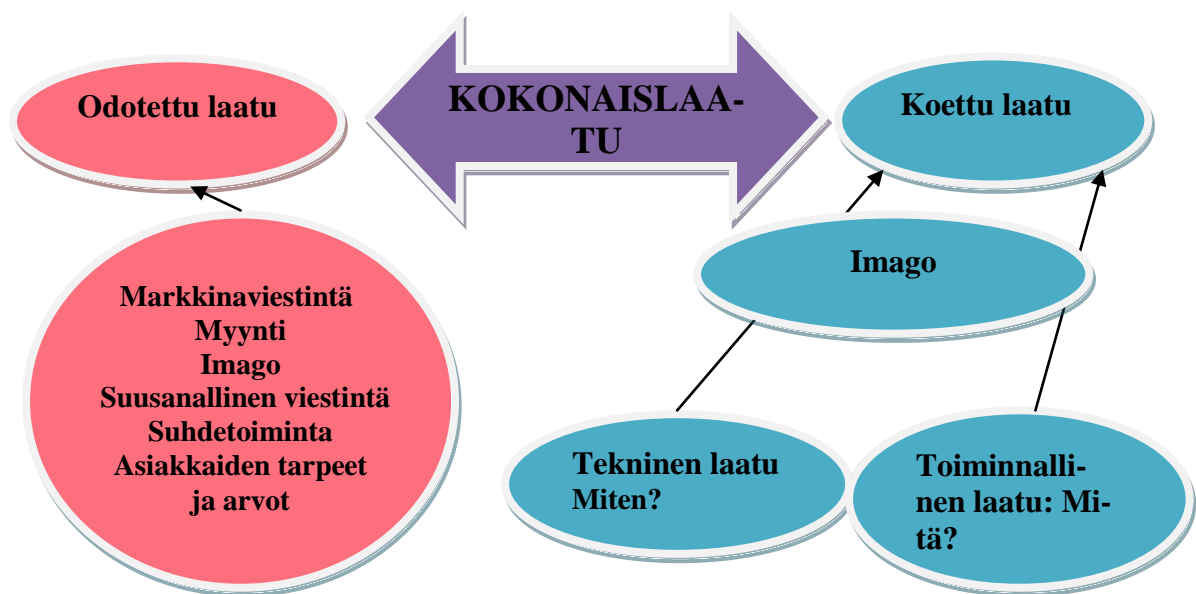 Odotettu laatu
KOKONAISLAA-
TU
Koettu laatu
Markkinaviestintä
Myynti
Imago
Suusanallinen viestintä
Suhdetoiminta
Asiakkaiden tarpeet
ja arvot
Imago
Tekninen laatu
Miten?
Toiminnalli-
nen laatu: Mi-
tä?